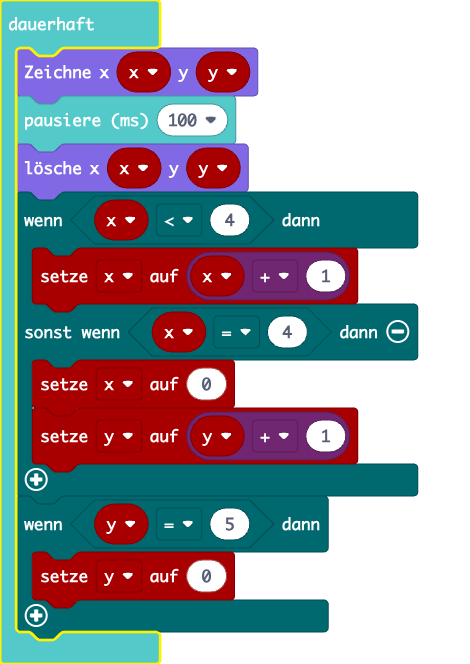 dauerhaft
Zeichne x x y y
pausiere (ms) 100
lösche x x y y
wenn x < 4 dann
setze x auf x + 1
sonst wenn x = 4 dann
setze x auf 0
setze y auf y + 1
wenn y = 5 dann
setze y auf 0